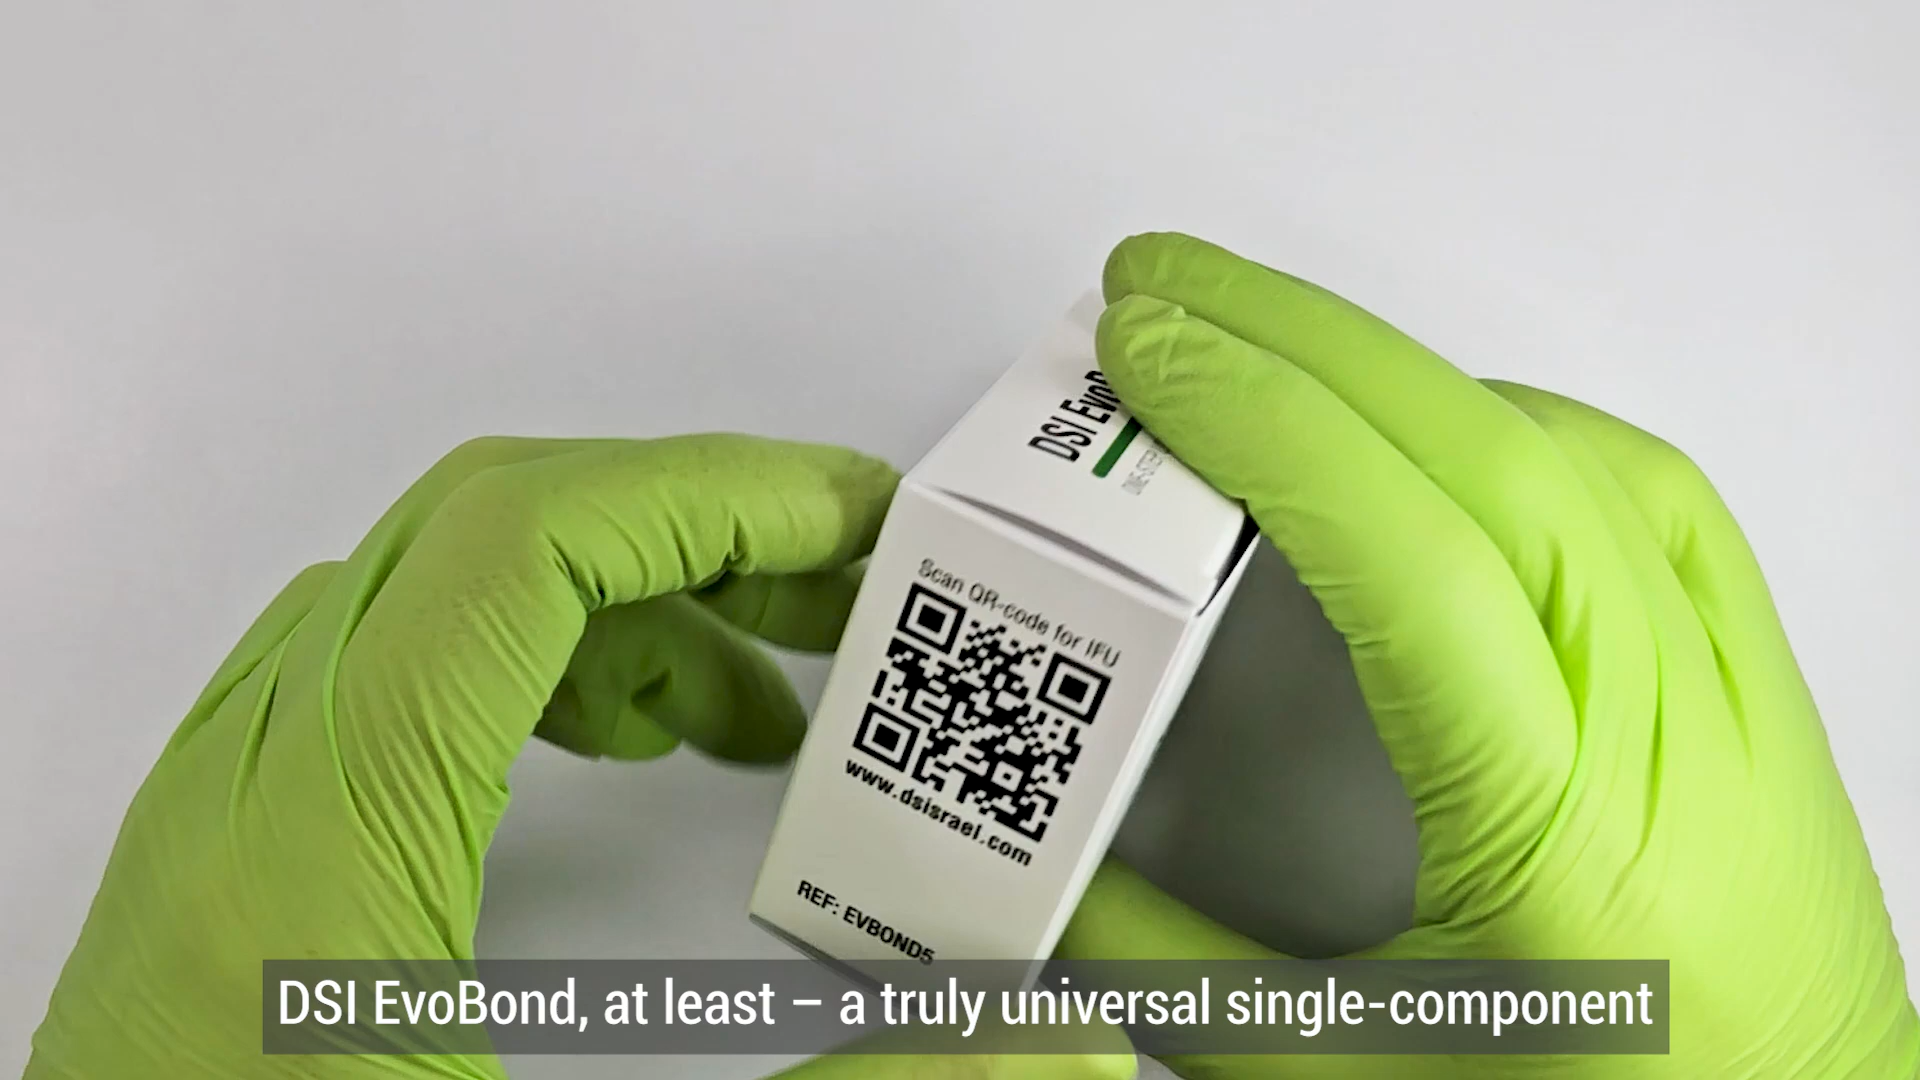 DSI
Scan QR-code for IFU
www.dsisrael.com
REF: EVBOND5
DSI EvoBond, at least – a truly universal single-component